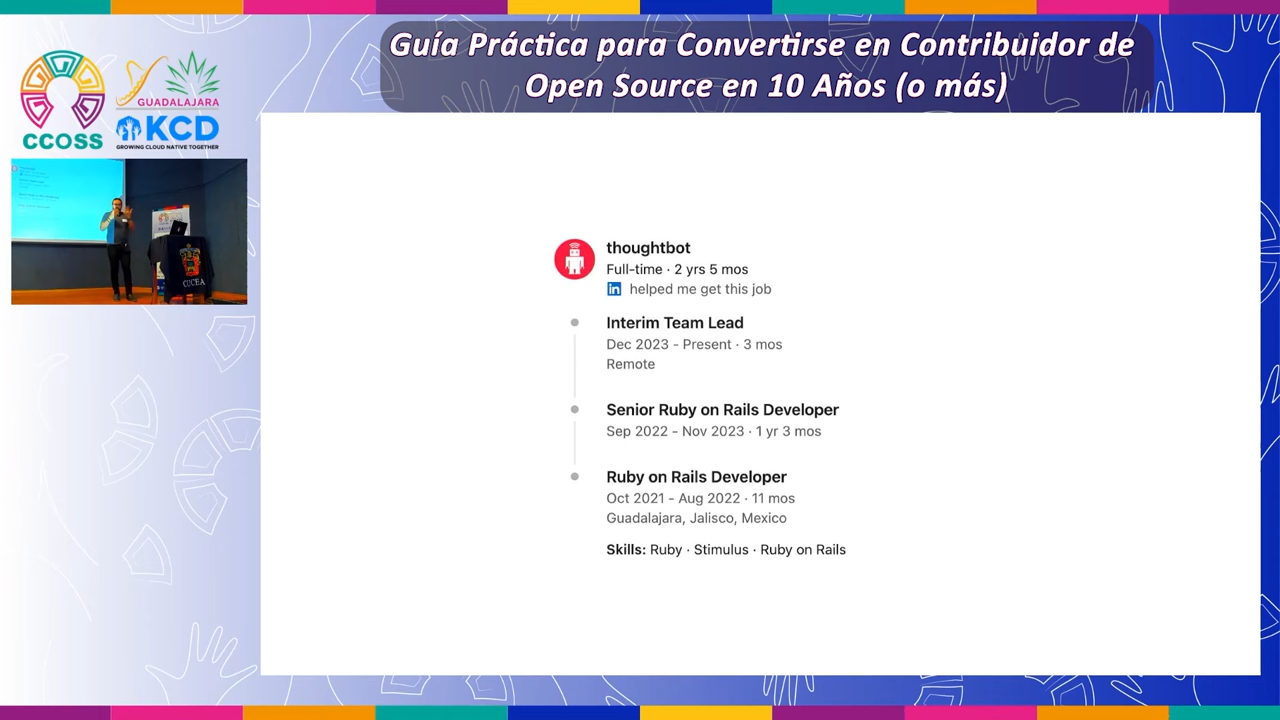 Guía Práctica para Convertirse en Contribuidor de
Open Source en 10 Años (o más)
CCOSS
GUADALAJARA
KCD
GROWING CLOUD NATIVE TOGETHER
CUCEA
thoughtbot
Full-time · 2 yrs 5 mos
in helped me get this job
Interim Team Lead
Dec 2023 - Present · 3 mos
Remote
Senior Ruby on Rails Developer
Sep 2022 - Nov 2023 · 1 yr 3 mos
Ruby on Rails Developer
Oct 2021 - Aug 2022 · 11 mos
Guadalajara, Jalisco, Mexico
Skills: Ruby · Stimulus · Ruby on Rails